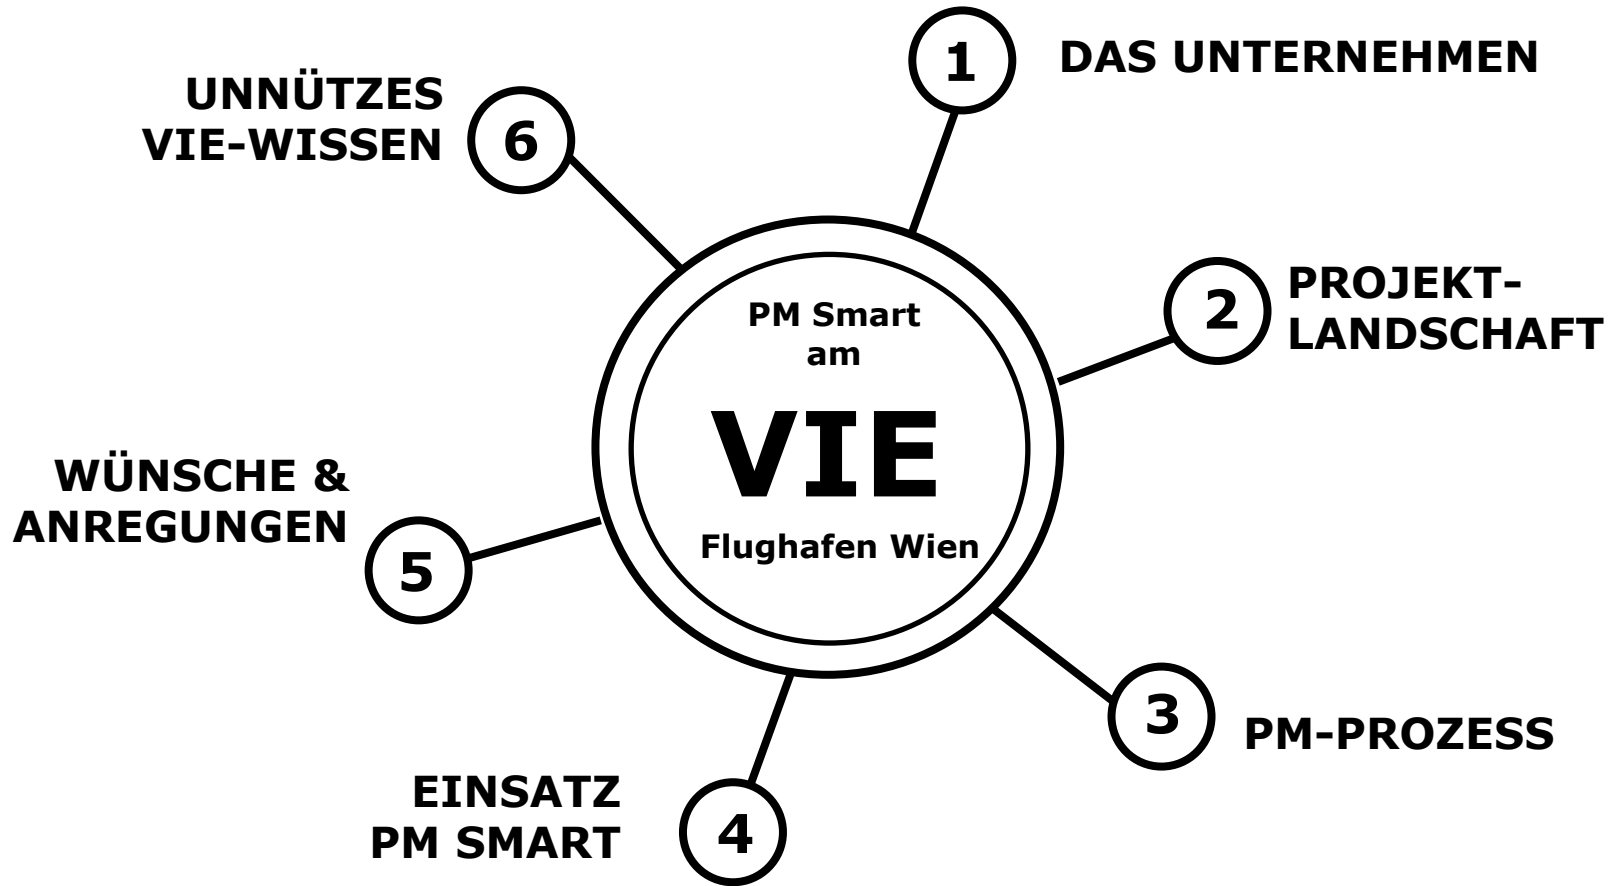 1 DAS UNTERNEHMEN
2 PROJEKT-
LANDSCHAFT
3 PM-PROZESS
4 EINSATZ
PM SMART
5 WÜNSCHE &
ANREGUNGEN
6 UNNÜTZES
VIE-WISSEN
PM Smart
am
VIE
Flughafen Wien